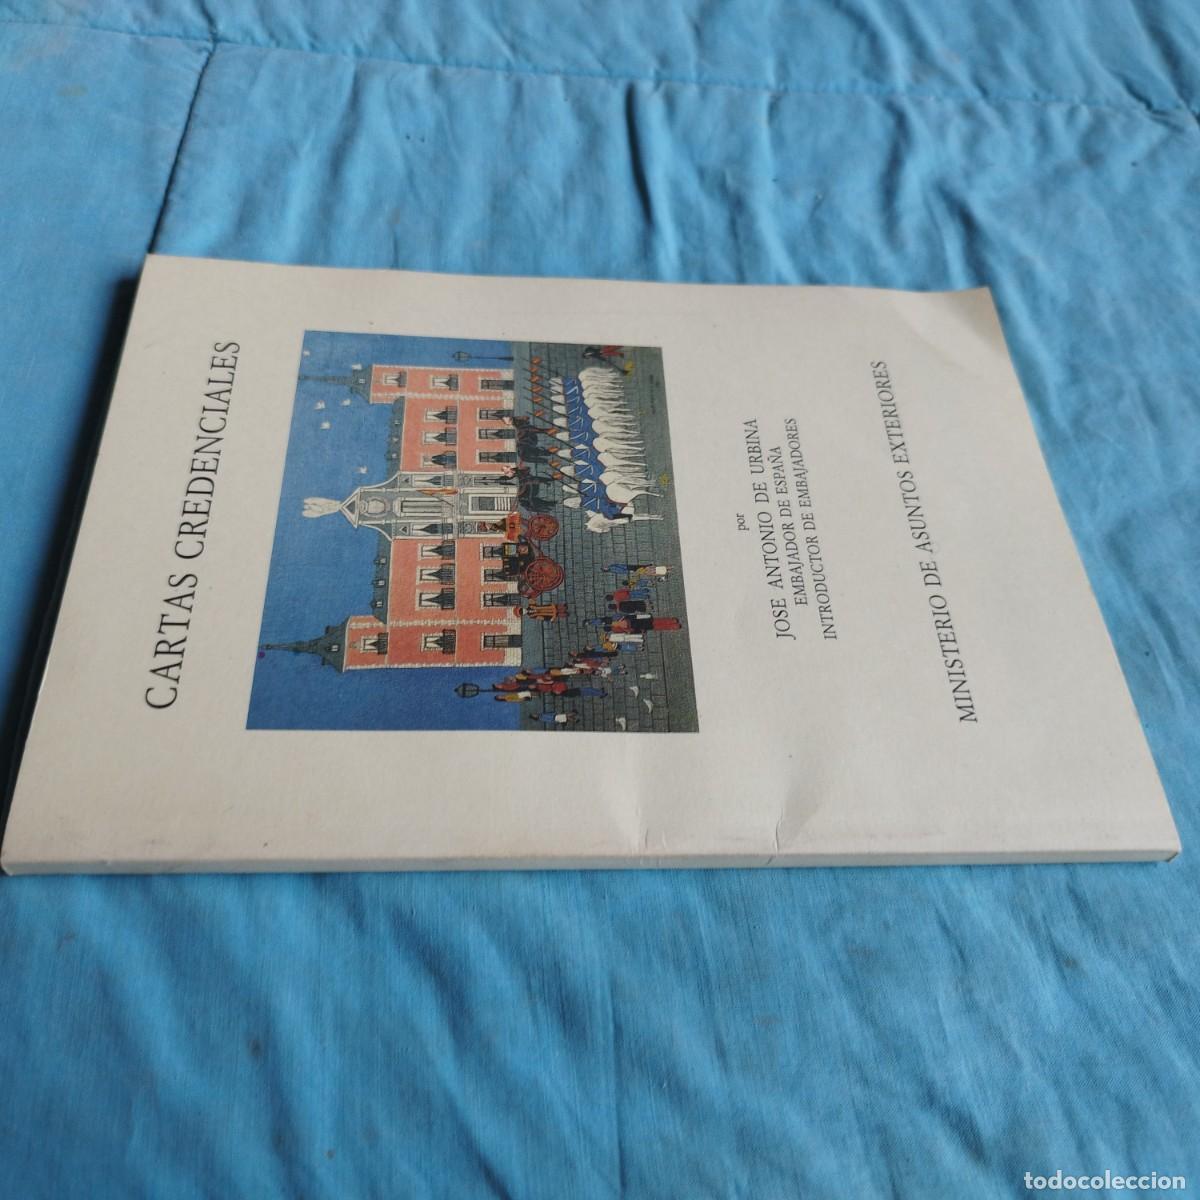 CARTAS CREDENCIALES
por
JOSE ANTONIO DE URBINA
EMBAJADOR DE ESPAÑA
INTRODUCTOR DE EMBAJADORES
MINISTERIO DE ASUNTOS EXTERIORES
todocoleccion